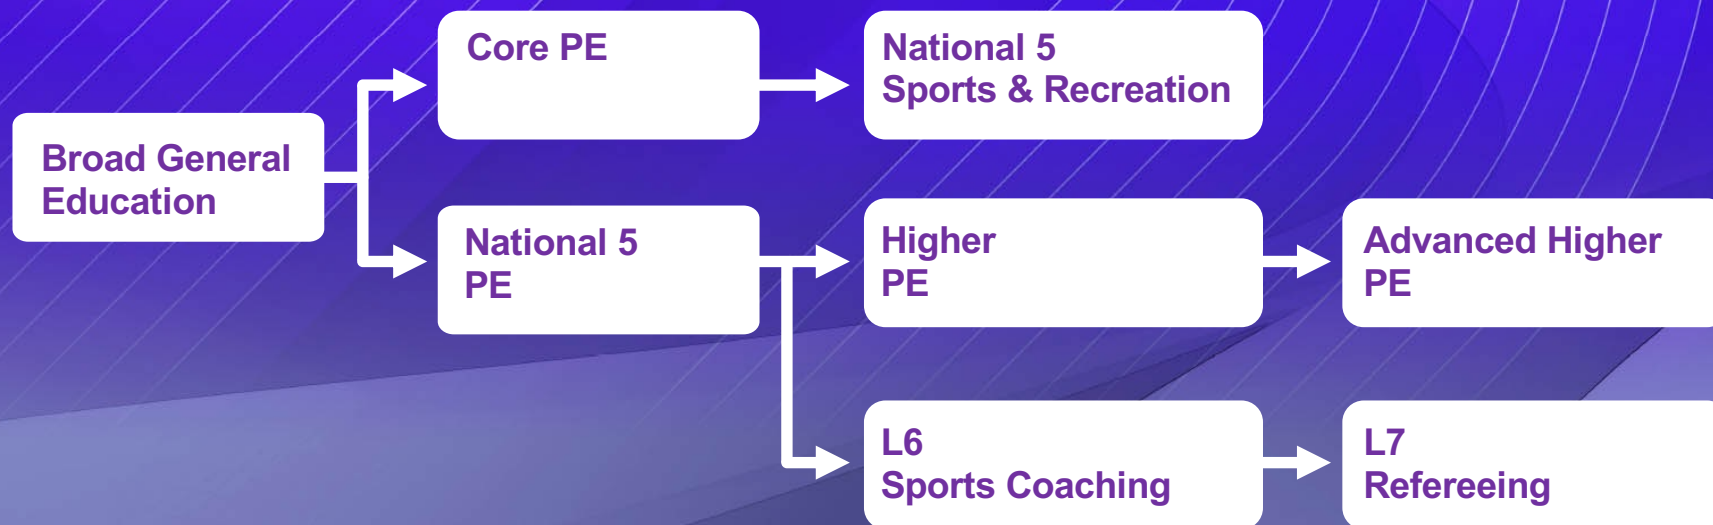 Core PE
National 5
Sports & Recreation
Broad General
Education
National 5
PE
Higher
PE
Advanced Higher
PE
L6
Sports Coaching
L7
Refereeing